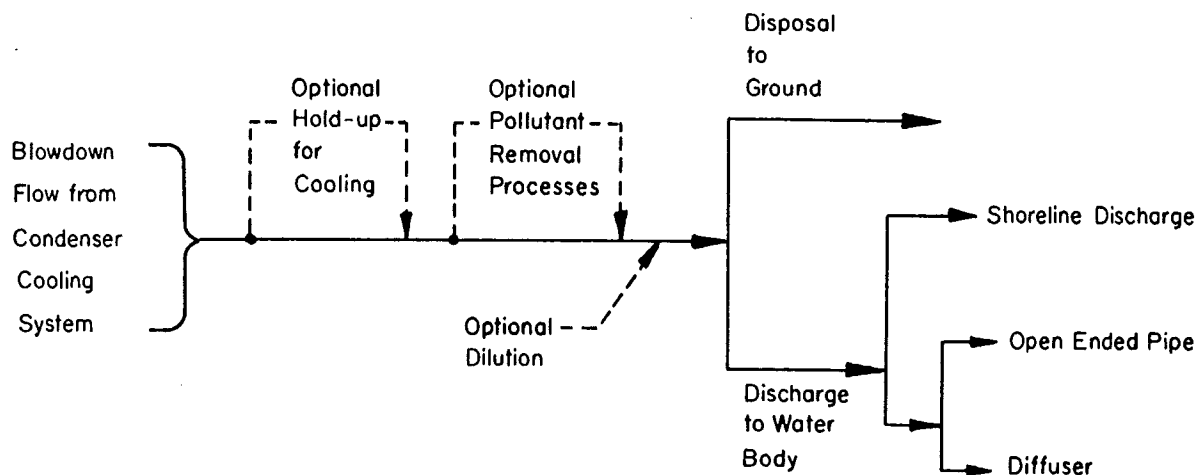 Blowdown
Flow from
Condenser
Cooling
System
Optional
Hold-up
for
Cooling
Optional
Pollutant
Removal
Processes
Optional
Dilution
Disposal
to
Ground
Discharge
to Water
Body
Shoreline Discharge
Open Ended Pipe
Diffuser